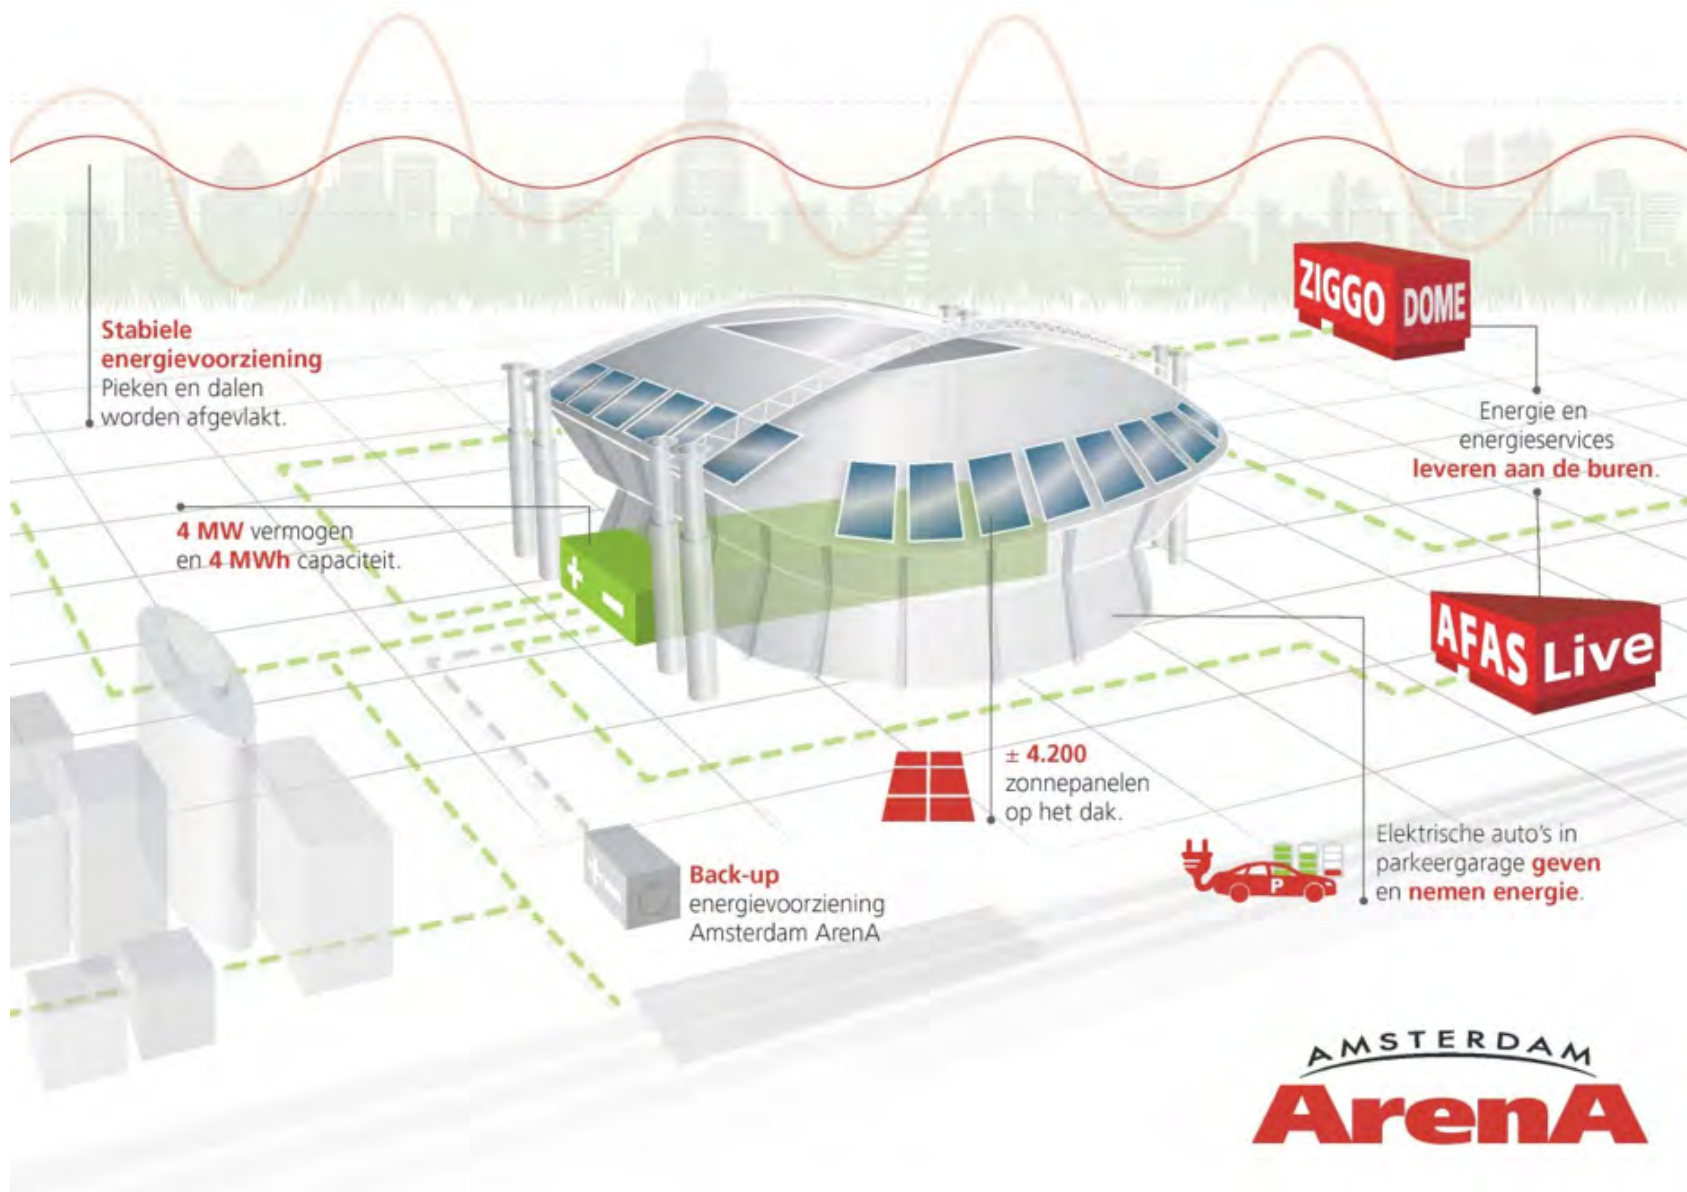 Stabiele
energievoorziening
Pieken en dalen
worden afgevlakt.
4 MW vermogen
en 4 MWh capaciteit.
ZIGGO DOME
Energie en
energieservices
leveren aan de buren.
AFAS Live
± 4.200
zonnepanelen
op het dak.
Elektrische auto's in
parkeergarage geven
en nemen energie.
P
Back-up
energievoorziening
Amsterdam ArenA
AMSTERDAM
ArenA